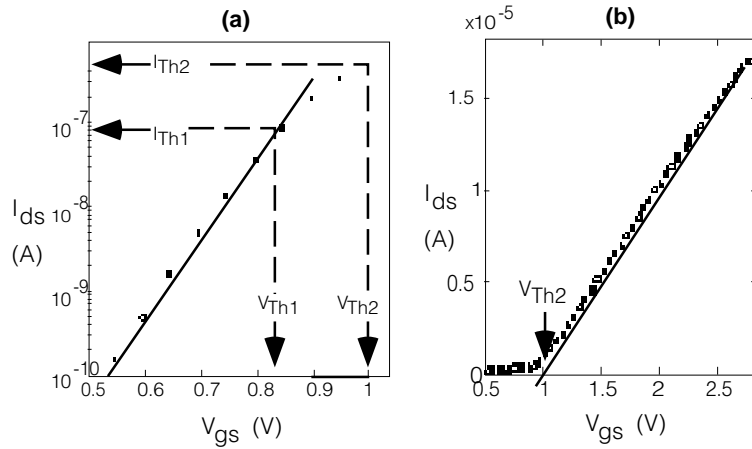 (a)
I_Th2
10^-7
I_Th1
I_ds
(A)
10^-8
10^-9
10^-10
V_Th1
V_Th2
0.5 0.6 0.7 0.8 0.9 1
V_gs (V)
(b)
x10^-5
1.5
1
I_ds
(A)
0.5
V_Th2
0
0.5 1 1.5 2 2.5
V_gs (V)